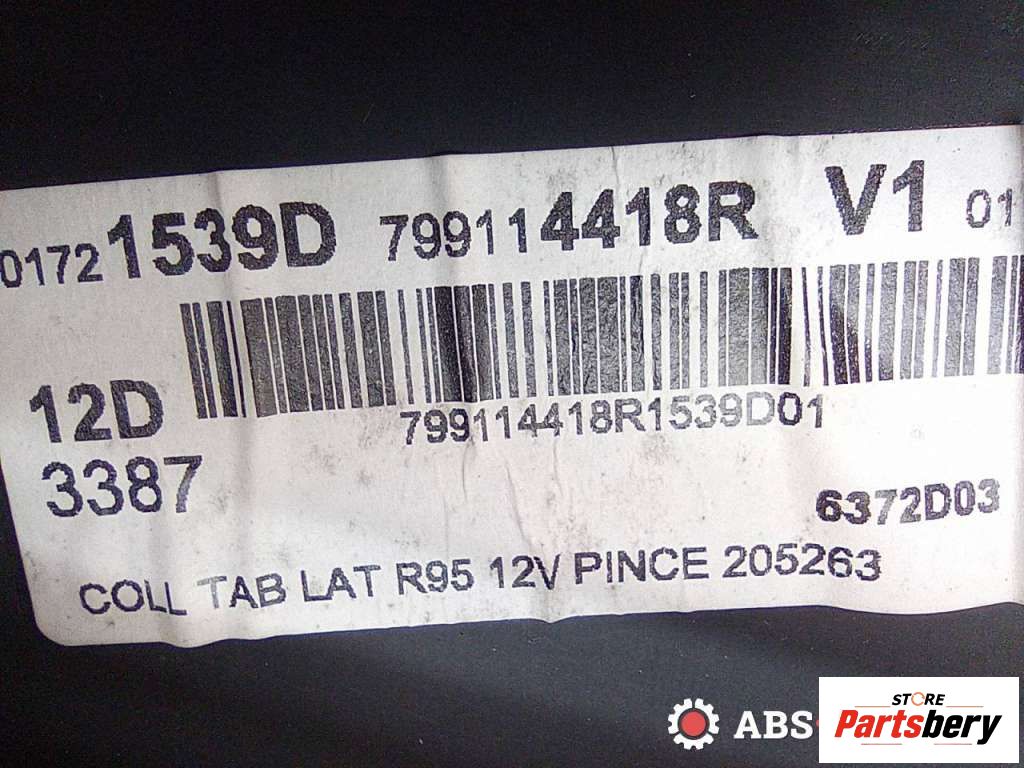 0172 1539D 799114418R V1 01
12D
799114418R1539D01
3387
6372D03
COLL TAB LAT R95 12V PINCE 205263
ABS-
STORE
Partsbery